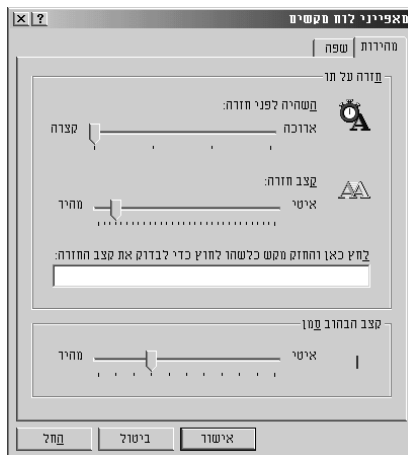 מאפייני לוח מקשים
מהירות שפה
חזרה על תו
השהיה לפני חזרה:
ארוכה קצרה
קצב חזרה:
איטי מהיר
לחץ כאן והחזק מקש כלשהו לחוץ כדי לבדוק את קצב החזרה:
קצב הבהוב סמן
איטי מהיר
אישור ביטול החל